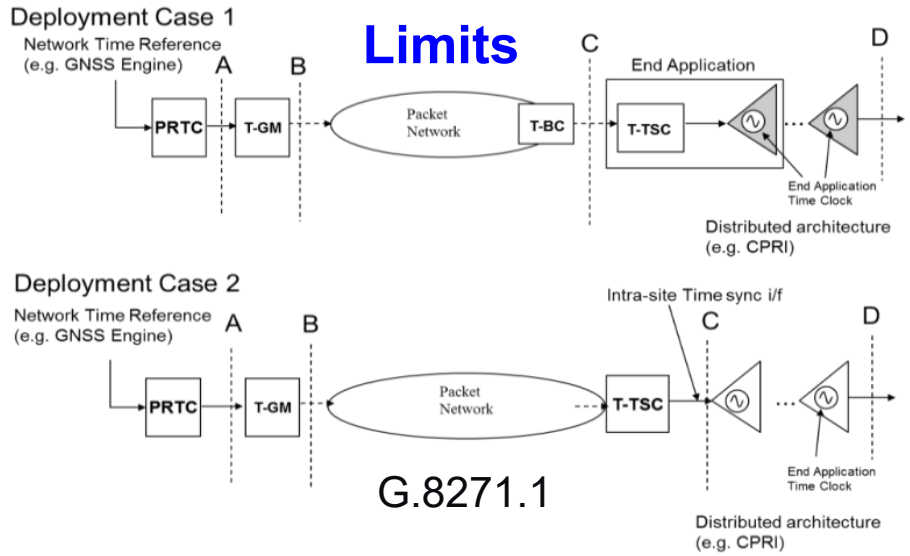 Deployment Case 1
Network Time Reference
(e.g. GNSS Engine)
A
B
Limits
C
D
End Application
PRTC
T-GM
Packet
Network
T-BC
T-TSC
End Application
Time Clock
Distributed architecture
(e.g. CPRI)
Deployment Case 2
Network Time Reference
(e.g. GNSS Engine)
A
B
Intra-site Time sync i/f
C
D
PRTC
T-GM
Packet
Network
T-TSC
End Application
Time Clock
G.8271.1
Distributed architecture
(e.g. CPRI)